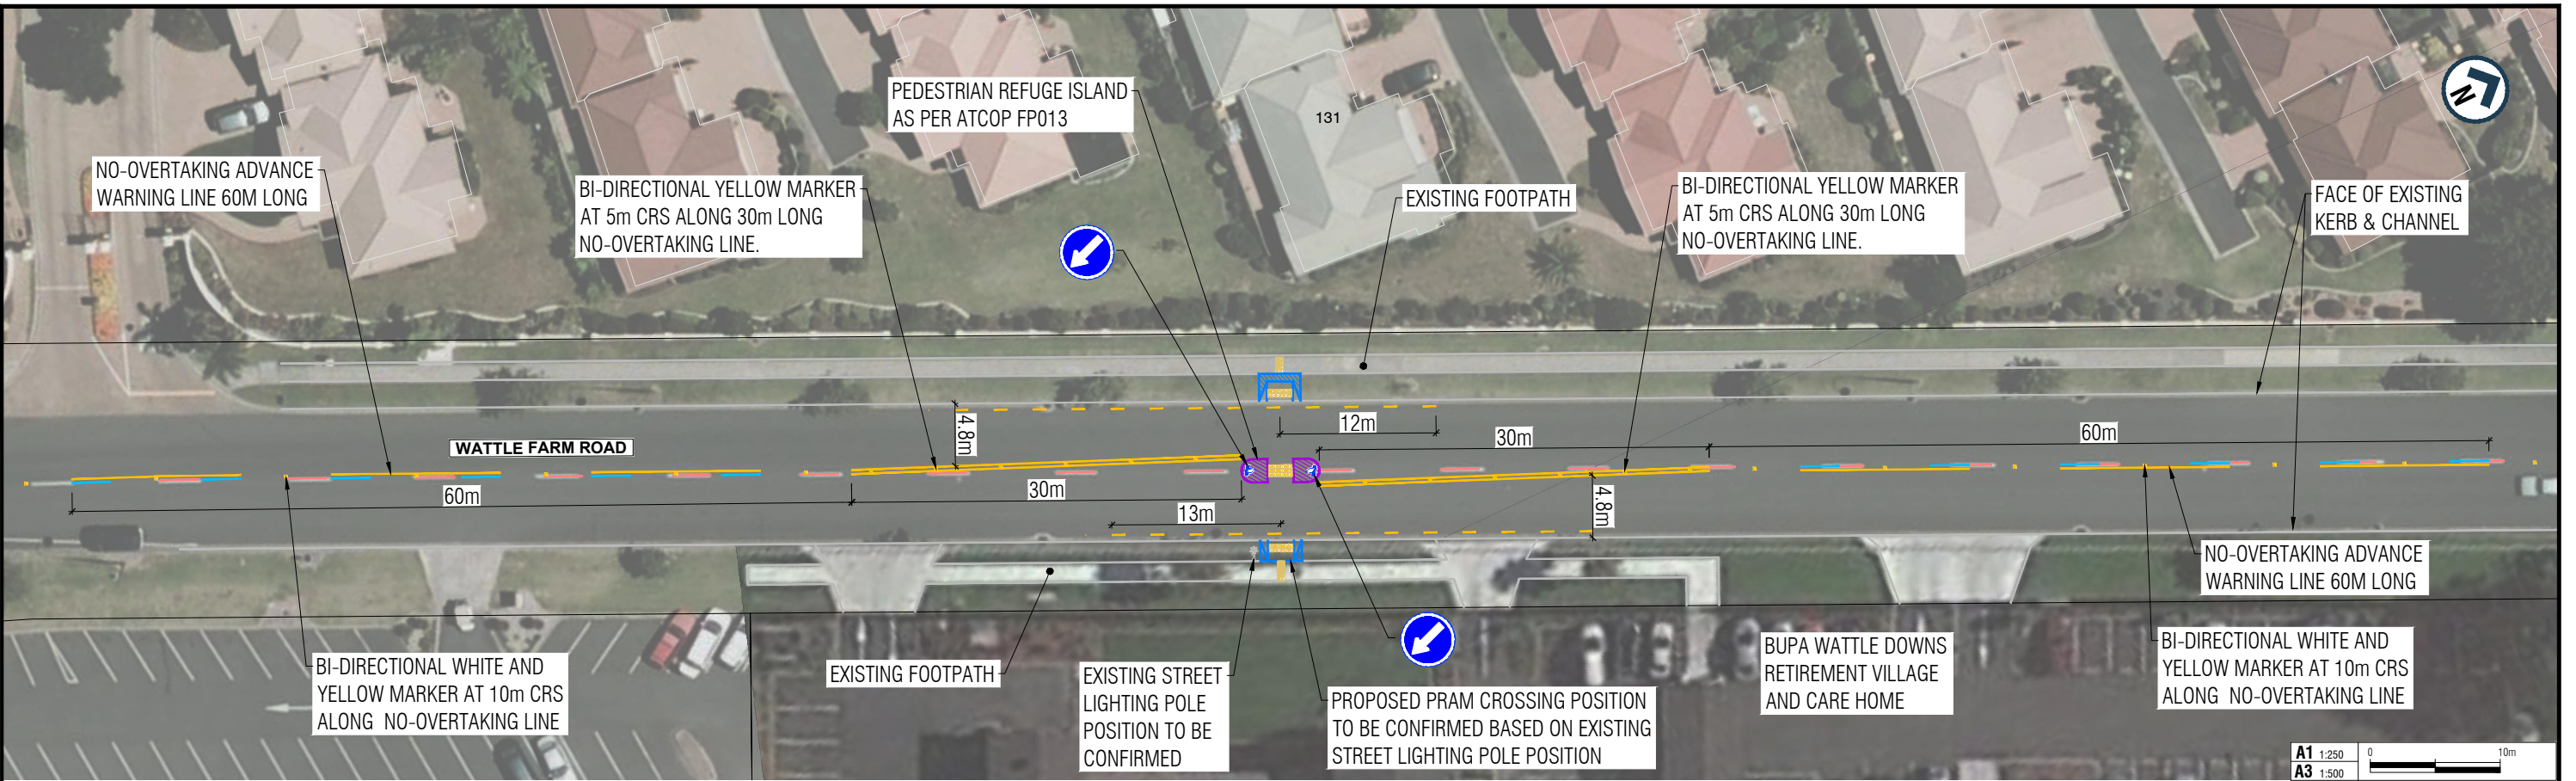 PEDESTRIAN REFUGE ISLAND
AS PER ATCOP FP013
131
N
NO-OVERTAKING ADVANCE
WARNING LINE 60M LONG
BI-DIRECTIONAL YELLOW MARKER
AT 5m CRS ALONG 30m LONG
NO-OVERTAKING LINE.
EXISTING FOOTPATH
BI-DIRECTIONAL YELLOW MARKER
AT 5m CRS ALONG 30m LONG
NO-OVERTAKING LINE.
FACE OF EXISTING
KERB & CHANNEL
WATTLE FARM ROAD
4.8m
12m
30m
60m
60m
30m
13m
4.8m
NO-OVERTAKING ADVANCE
WARNING LINE 60M LONG
BI-DIRECTIONAL WHITE AND
YELLOW MARKER AT 10m CRS
ALONG  NO-OVERTAKING LINE
EXISTING FOOTPATH
EXISTING STREET
LIGHTING POLE
POSITION TO BE
CONFIRMED
PROPOSED PRAM CROSSING POSITION
TO BE CONFIRMED BASED ON EXISTING
STREET LIGHTING POLE POSITION
BUPA WATTLE DOWNS
RETIREMENT VILLAGE
AND CARE HOME
BI-DIRECTIONAL WHITE AND
YELLOW MARKER AT 10m CRS
ALONG  NO-OVERTAKING LINE
A1 1:250
A3 1:500
0 10m